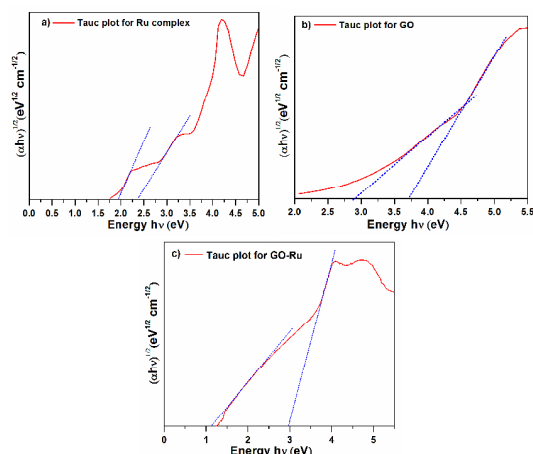 a)
Tauc plot for Ru complex
(αhν)^1/2 (eV^1/2 cm^-1/2)
0.0 0.5 1.0 1.5 2.0 2.5 3.0 3.5 4.0 4.5 5.0
Energy hν (eV)
b)
Tauc plot for GO
(αhν)^1/2 (eV^1/2 cm^-1/2)
2.0 2.5 3.0 3.5 4.0 4.5 5.0 5.5
Energy hν (eV)
c)
Tauc plot for GO-Ru
(αhν)^1/2 (eV^1/2 cm^-1/2)
0 1 2 3 4 5
Energy hν (eV)